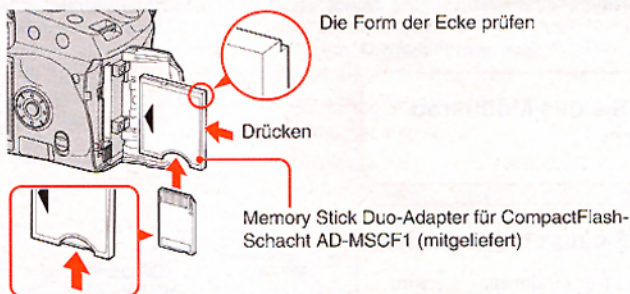 Die Form der Ecke prüfen
Drücken
Memory Stick Duo-Adapter für CompactFlash-
Schacht AD-MSCF1 (mitgeliefert)